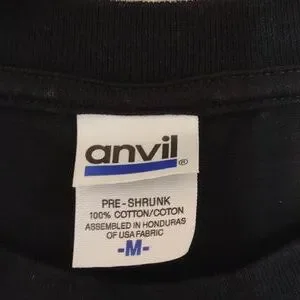 anvil®
PRE-SHRUNK
100% COTTON/COTON
ASSEMBLED IN HONDURAS
OF USA FABRIC
-M-